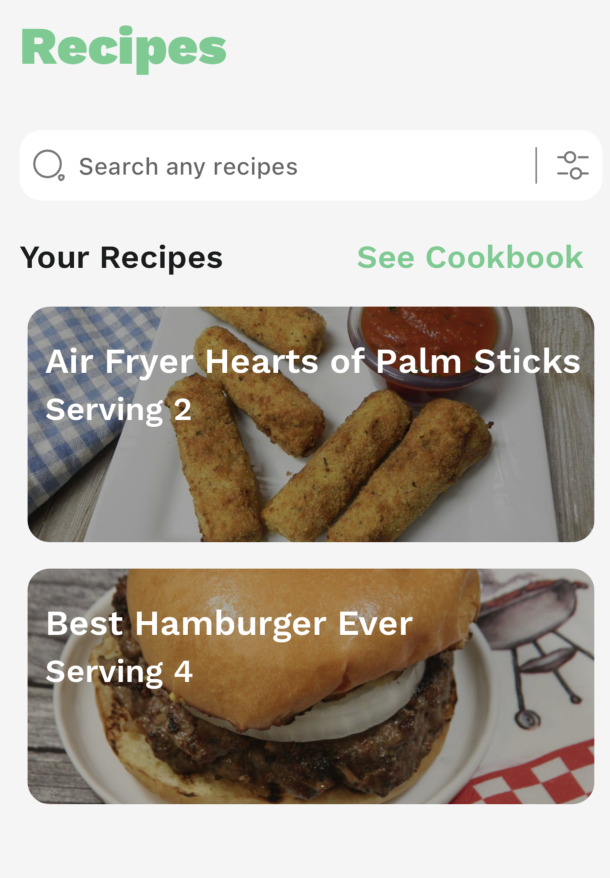 Recipes
Search any recipes
Your Recipes
See Cookbook
Air Fryer Hearts of Palm Sticks
Serving 2
Best Hamburger Ever
Serving 4